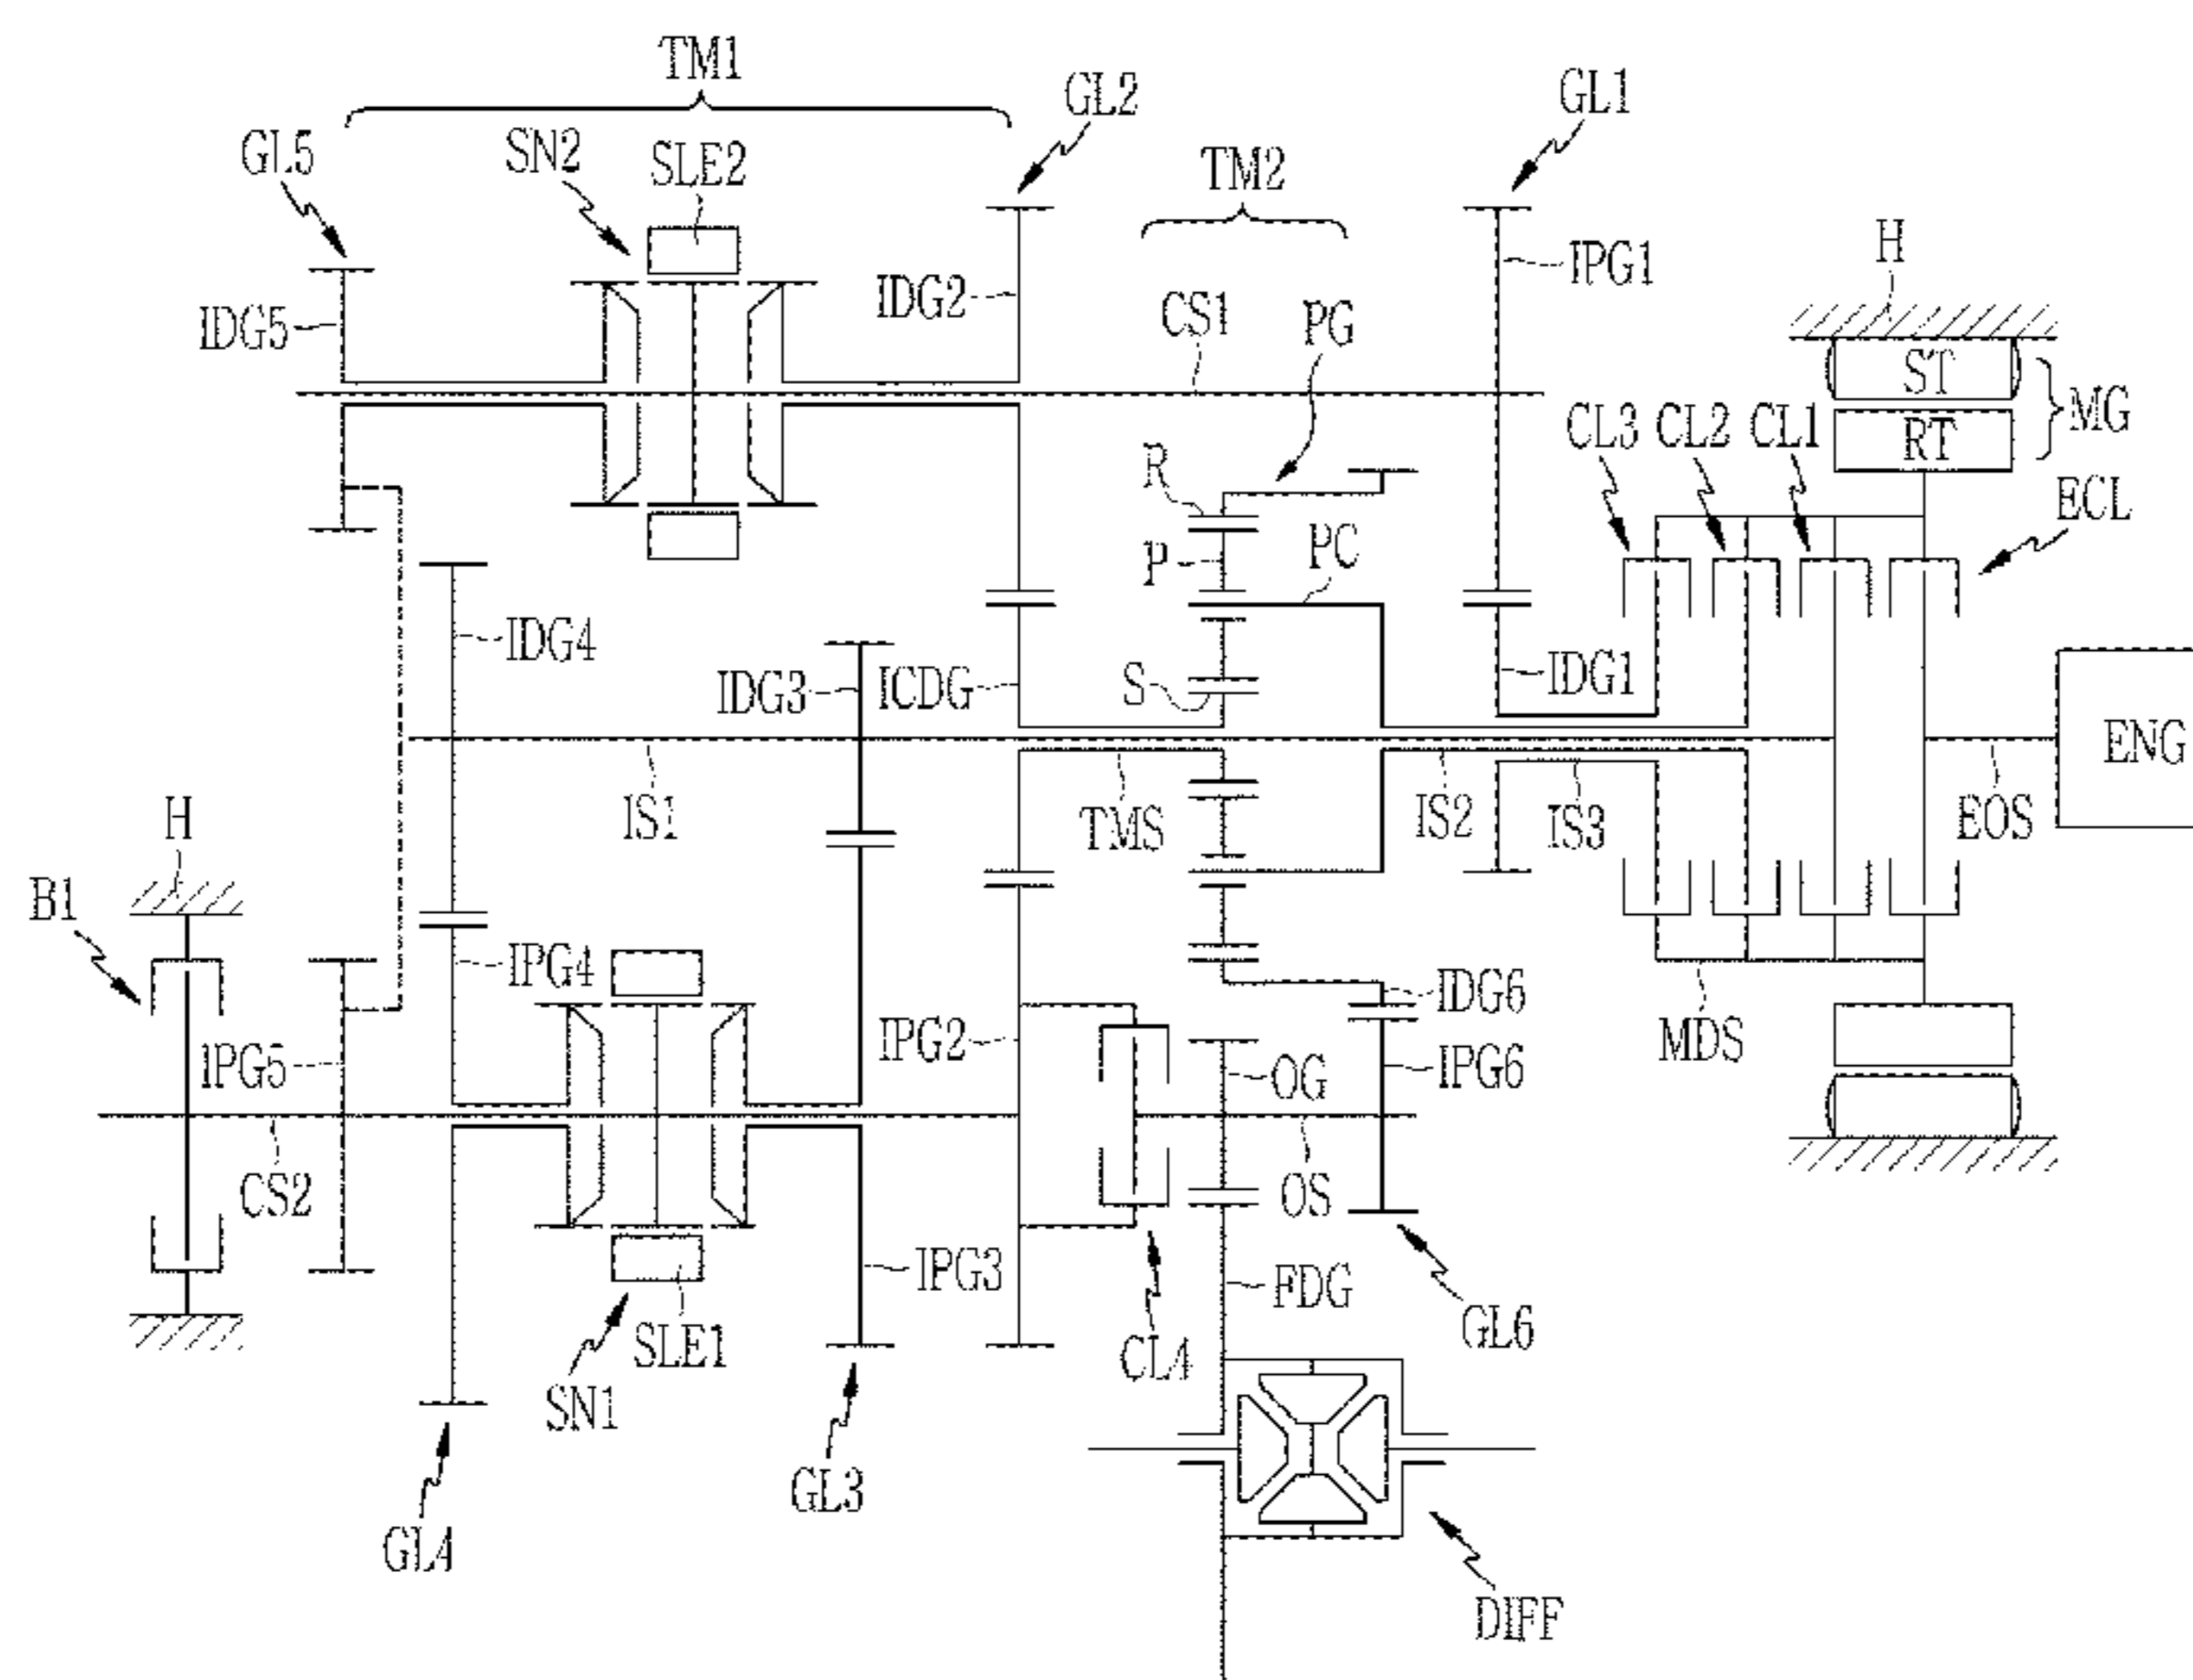 TM1
GL2
GL1
GL5
SN2
SLE2
TM2
H
IPG1
IDG5
IDG2
CS1
PG
ST
MG
RT
CL3
CL2
CL1
R
ECL
P
PC
IDG4
IDG3
ICDG
S
IDG1
ENG
IS1
TMS
IS2
IS3
EOS
H
B1
IPG4
IDG6
IPG5
IPG2
OG
IPG6
MDS
CS2
OS
IPG3
FDG
SLE1
CL4
GL6
SN1
GL3
GL4
DIFF